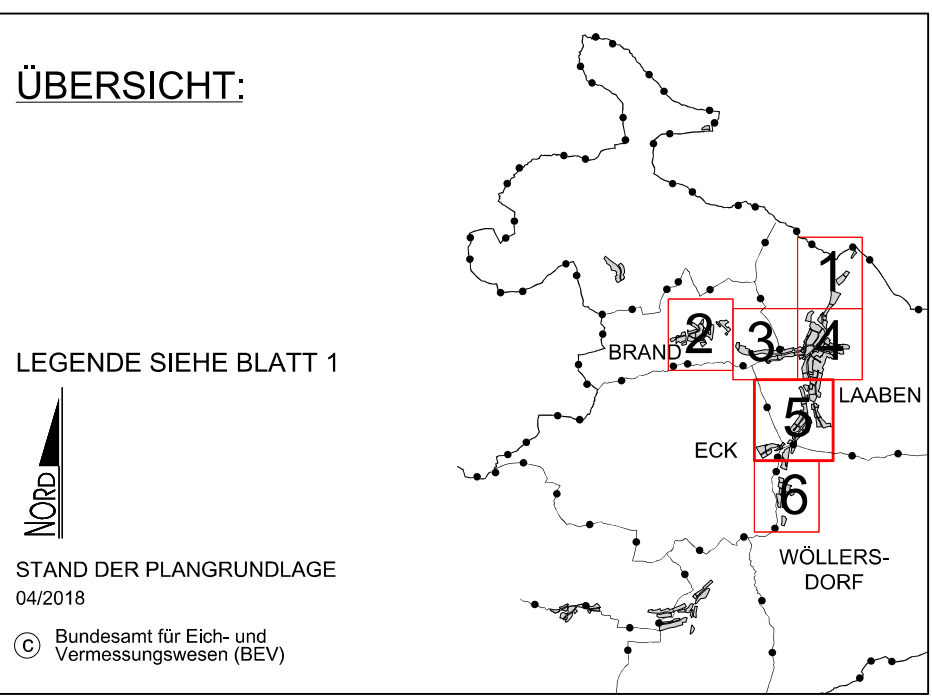 ÜBERSICHT:
1
2
3
4
BRAND
LEGENDE SIEHE BLATT 1
LAABEN
5
ECK
6
NORD
WÖLLERS-
DORF
STAND DER PLANGRUNDLAGE
04/2018
© Bundesamt für Eich- und
Vermessungswesen (BEV)